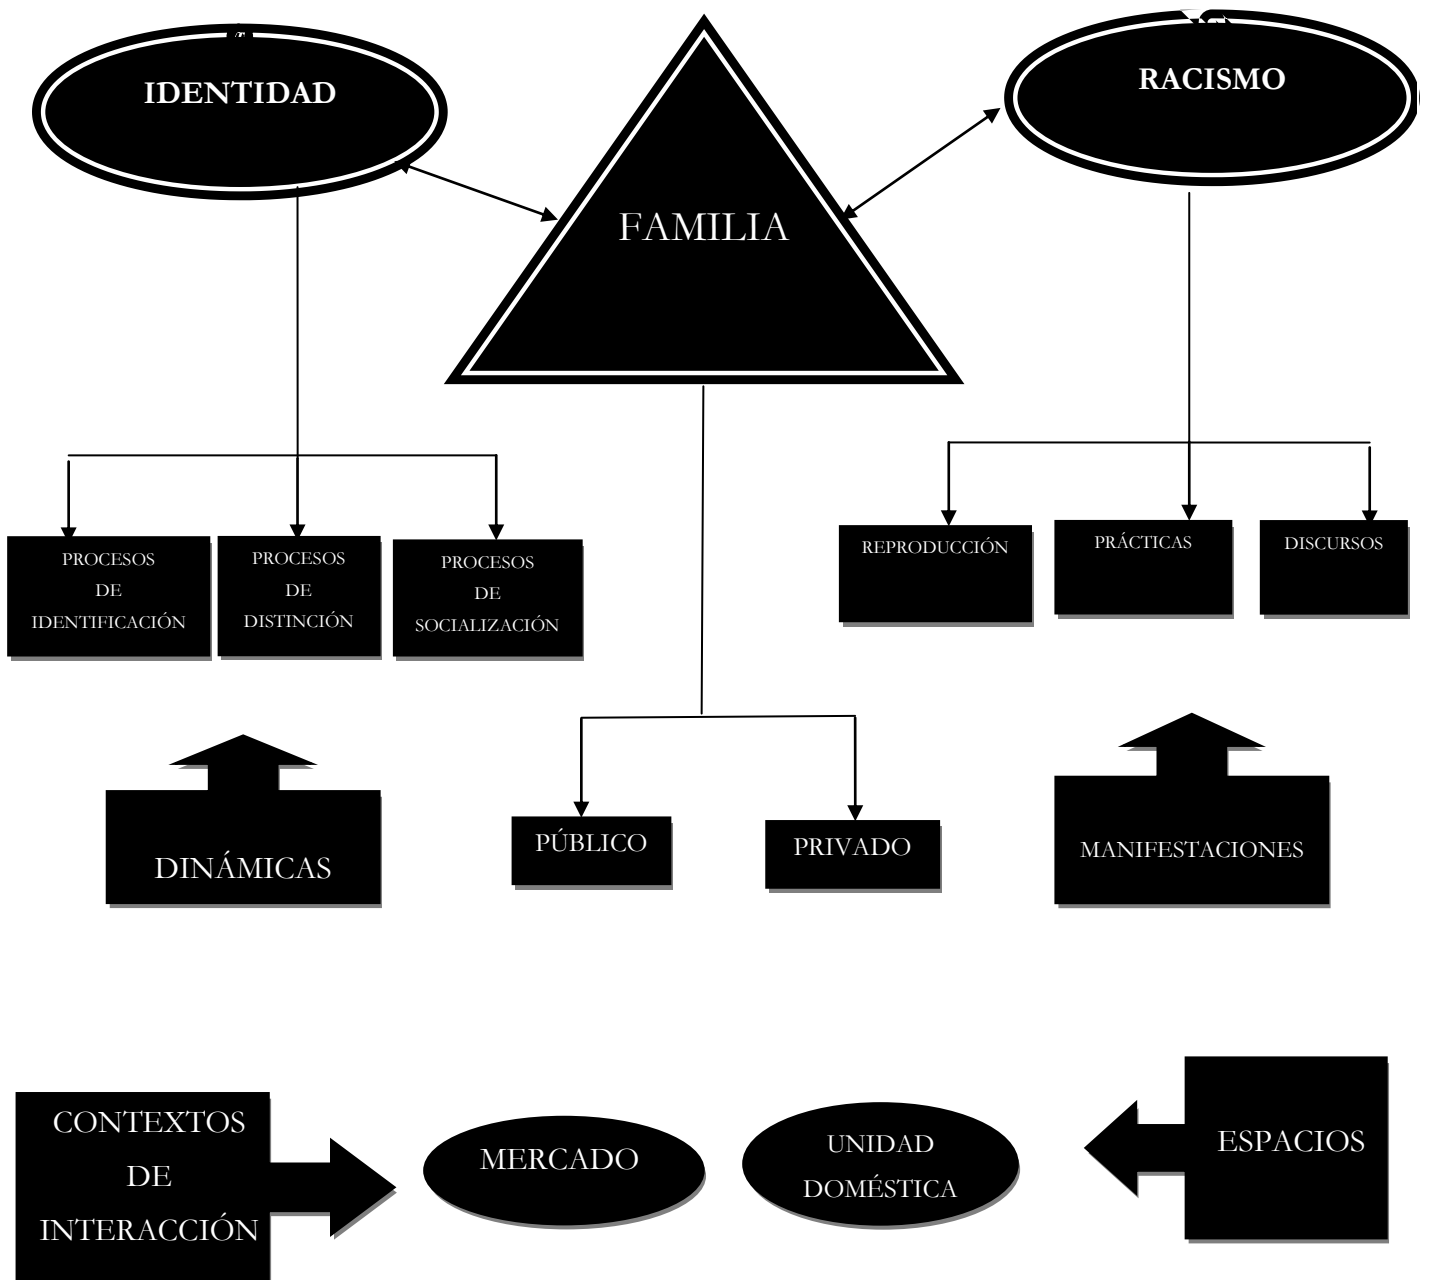 IDENTIDAD
FAMILIA
RACISMO
PROCESOS
DE
IDENTIFICACIÓN
PROCESOS
DE
DISTINCIÓN
PROCESOS
DE
SOCIALIZACIÓN
REPRODUCCIÓN
PRÁCTICAS
DISCURSOS
DINÁMICAS
PÚBLICO
PRIVADO
MANIFESTACIONES
CONTEXTOS
DE
INTERACCIÓN
MERCADO
UNIDAD
DOMÉSTICA
ESPACIOS